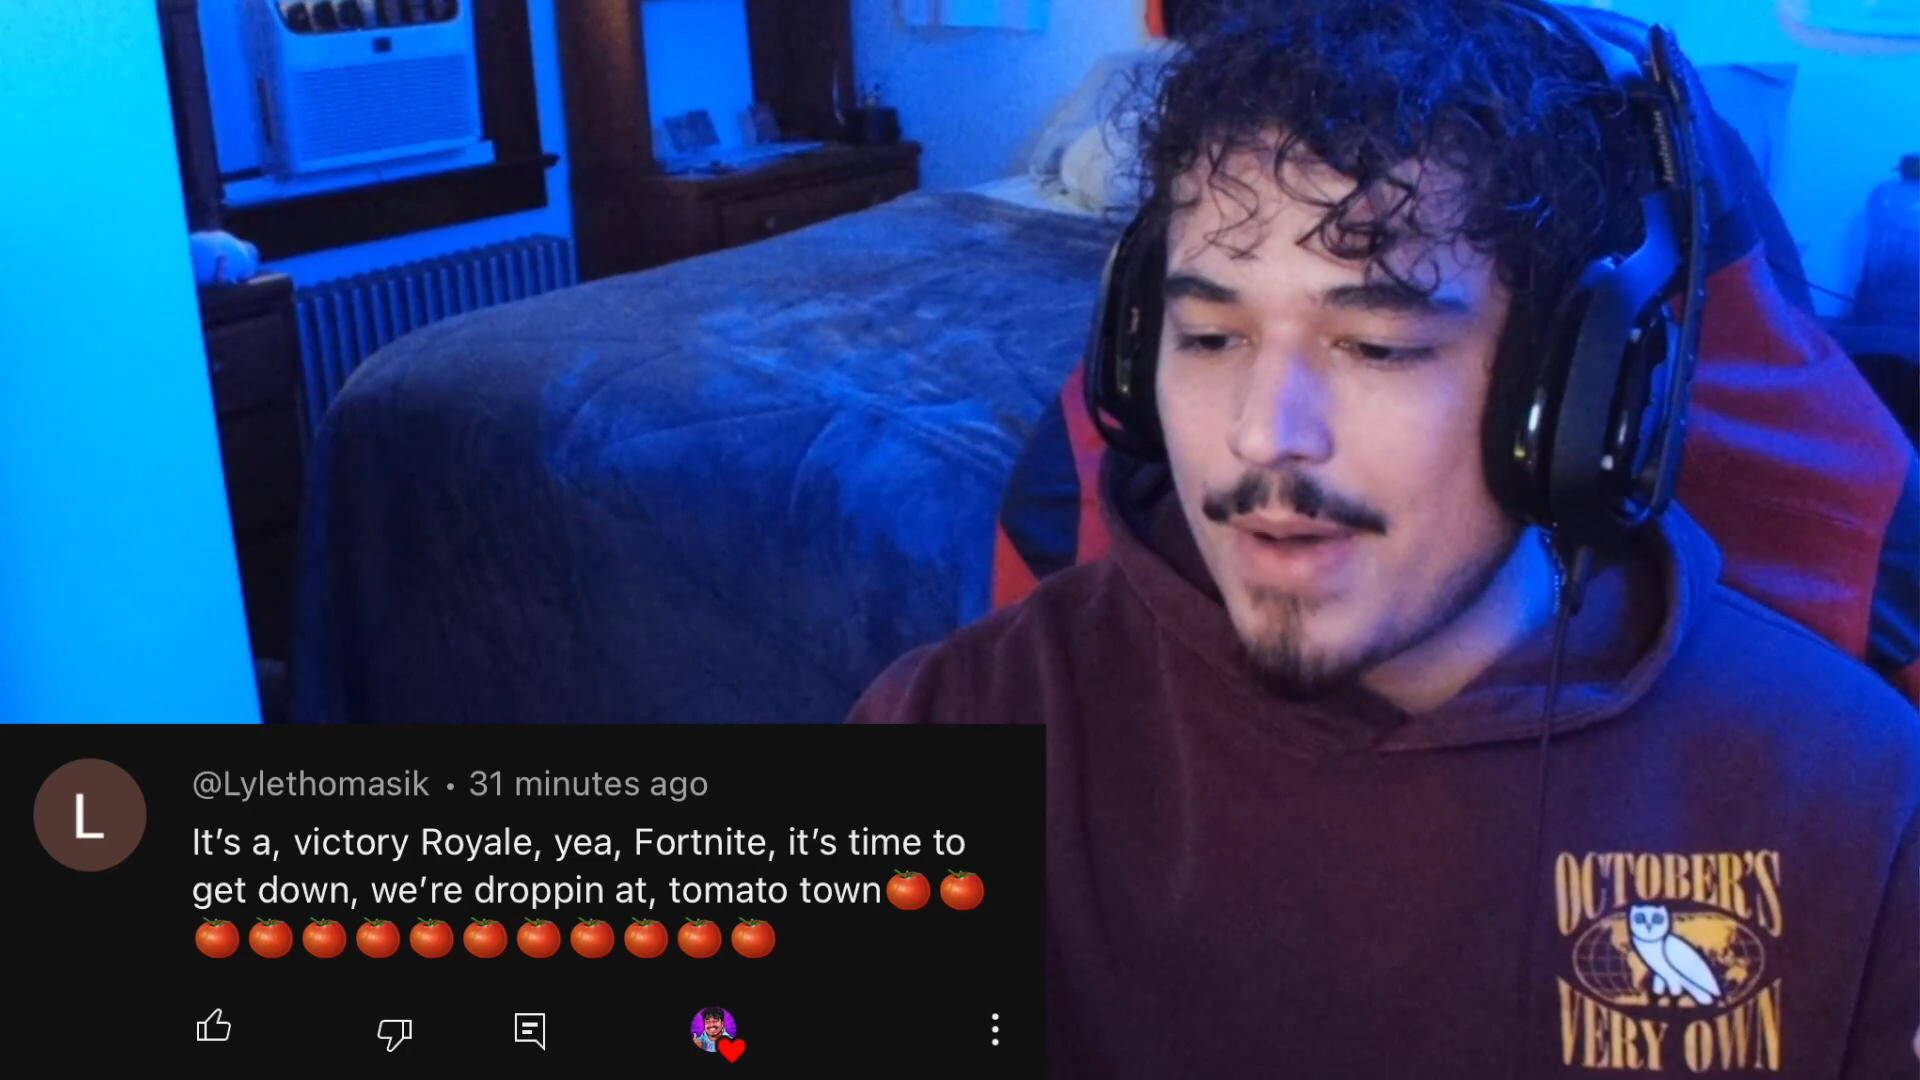 @Lylethomasik • 31 minutes ago
L
It’s a, victory Royale, yea, Fortnite, it’s time to
get down, we’re droppin at, tomato town🍅🍅
🍅🍅🍅🍅🍅🍅🍅🍅🍅🍅🍅
OCTOBER'S
VERY OWN